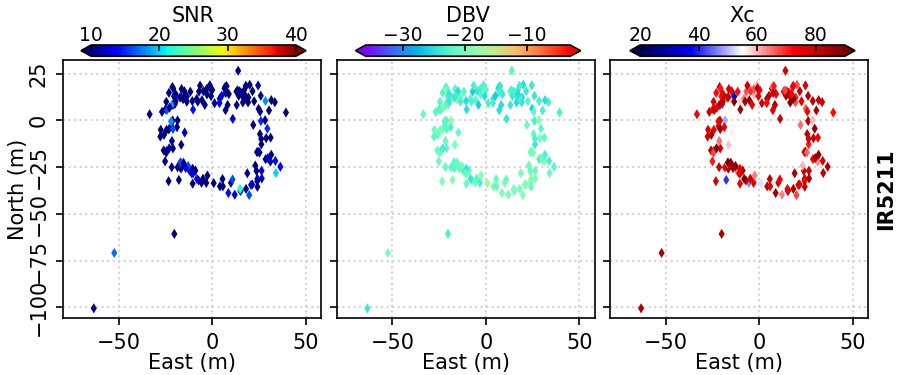 SNR DBV Xc
10 20 30 40 −30 −20 −10 20 40 60 80
25
0
−25
−50
−75
−100
North (m)
IR5211
−50 0 50 −50 0 50 −50 0 50
East (m) East (m) East (m)